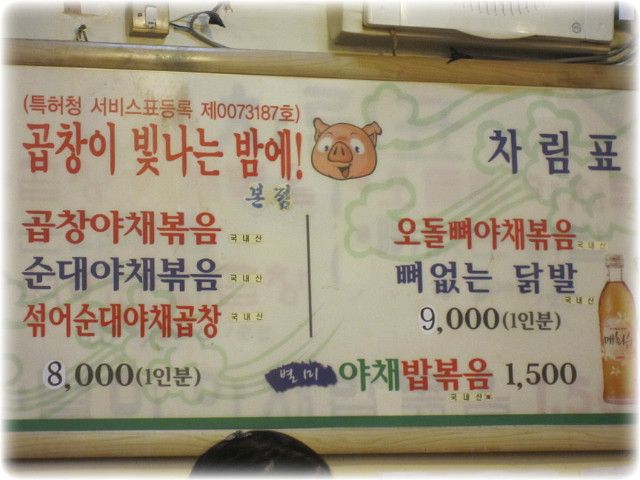 (특허청 서비스표등록 제0073187호)
곱창이 빛나는 밤에!
본점
차림표
곱창야채볶음 국내산
순대야채볶음 국내산
섞어순대야채곱창 국내산
8,000(1인분)
오돌뼈야채볶음 국내산
뼈없는 닭발 국내산
9,000(1인분)
별미 야채밥볶음 1,500
국내산
매화수